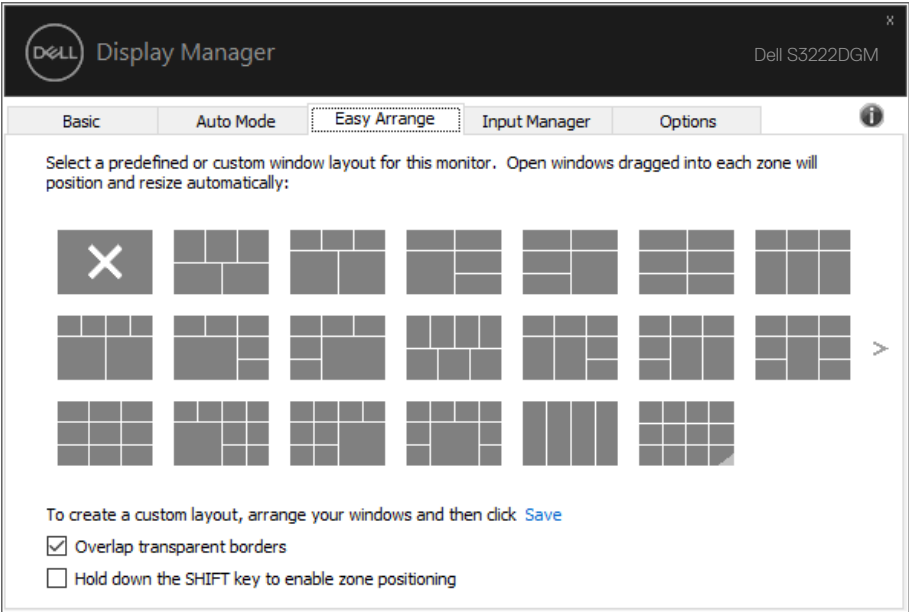 x
DELL Display Manager
Dell S3222DGM
Basic Auto Mode Easy Arrange Input Manager Options
Select a predefined or custom window layout for this monitor. Open windows dragged into each zone will
position and resize automatically:
>
To create a custom layout, arrange your windows and then click Save
Overlap transparent borders
Hold down the SHIFT key to enable zone positioning